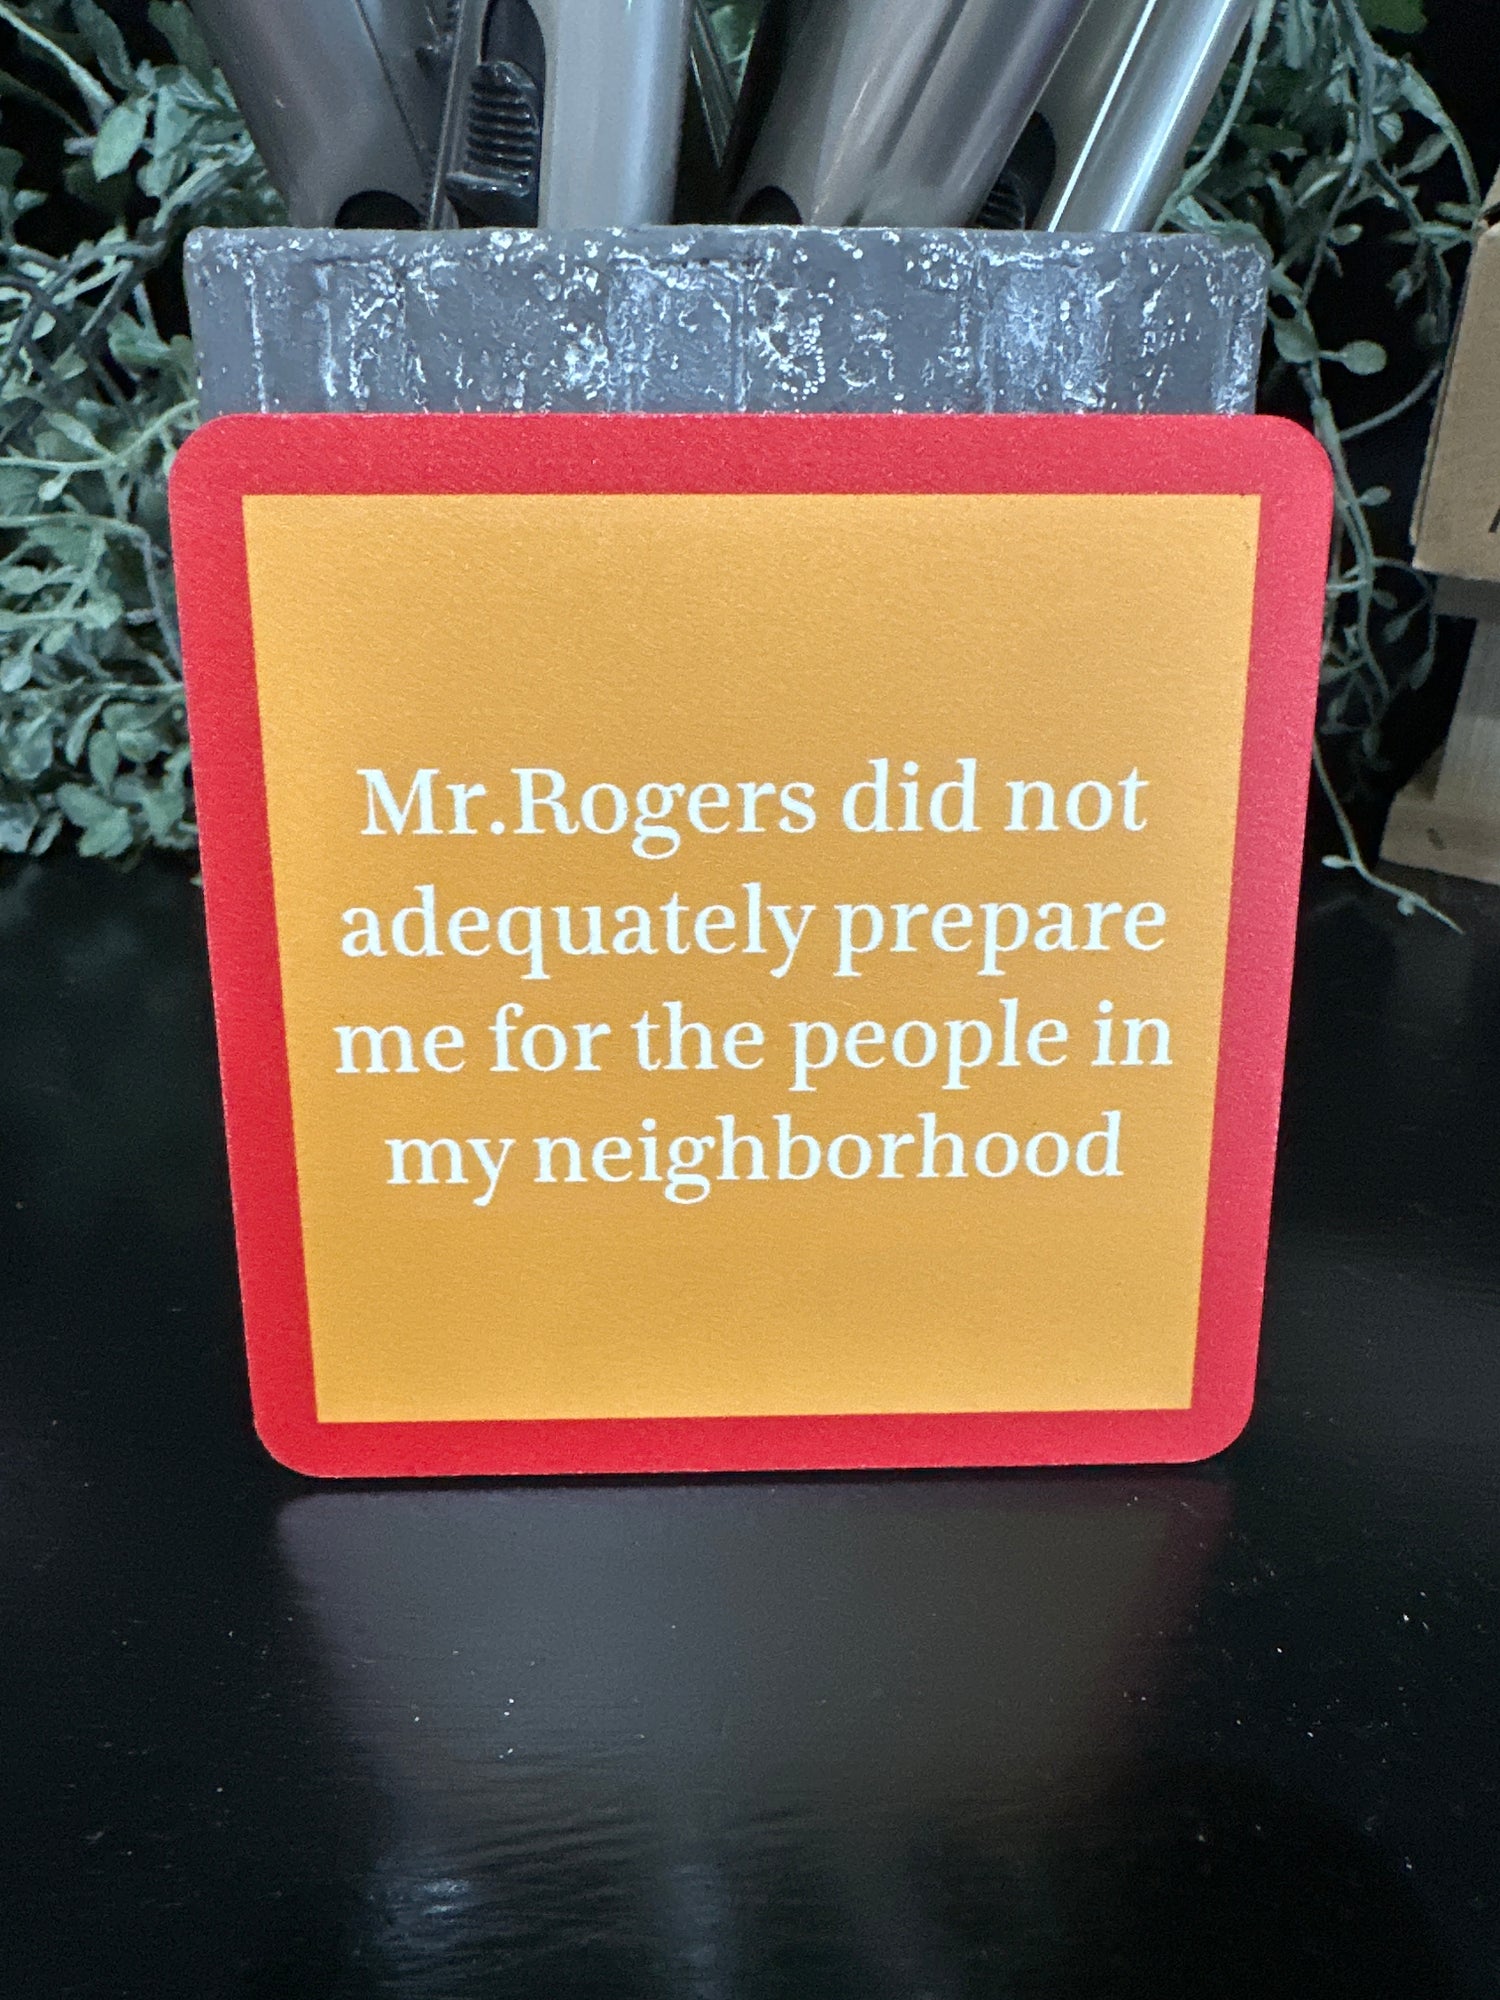 Mr.Rogers did not
adequately prepare
me for the people in
my neighborhood